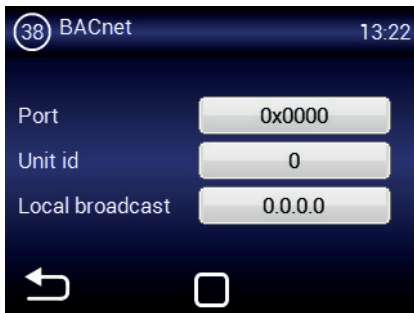 38 BACnet 13:22
Port 0x0000
Unit id 0
Local broadcast 0.0.0.0